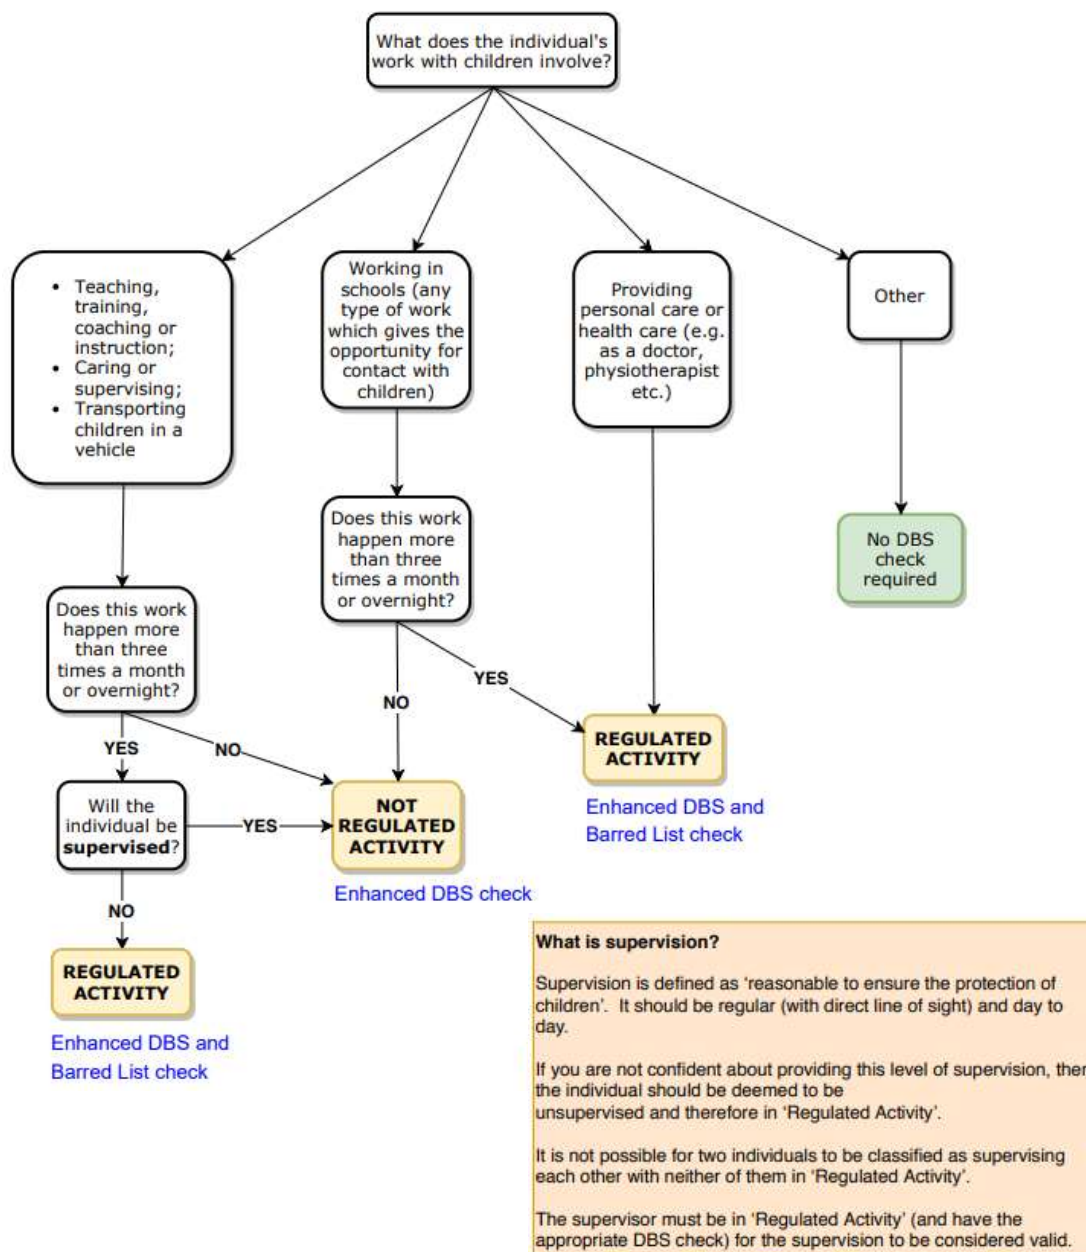 What does the individual's
work with children involve?
• Teaching,
training,
coaching or
instruction;
• Caring or
supervising;
• Transporting
children in a
vehicle
Working in
schools (any
type of work
which gives the
opportunity for
contact with
children)
Providing
personal care or
health care (e.g.
as a doctor,
physiotherapist
etc.)
Other
Does this work
happen more
than three
times a month
or overnight?
No DBS
check
required
Does this work
happen more
than three
times a month
or overnight?
YES
NO
YES
NO
REGULATED
ACTIVITY
Enhanced DBS and
Barred List check
Will the
individual be
supervised?
YES
NOT
REGULATED
ACTIVITY
Enhanced DBS check
NO
REGULATED
ACTIVITY
Enhanced DBS and
Barred List check
What is supervision?
Supervision is defined as ‘reasonable to ensure the protection of
children’. It should be regular (with direct line of sight) and day to
day.
If you are not confident about providing this level of supervision, then
the individual should be deemed to be
unsupervised and therefore in ‘Regulated Activity’.
It is not possible for two individuals to be classified as supervising
each other with neither of them in ‘Regulated Activity’.
The supervisor must be in ‘Regulated Activity’ (and have the
appropriate DBS check) for the supervision to be considered valid.